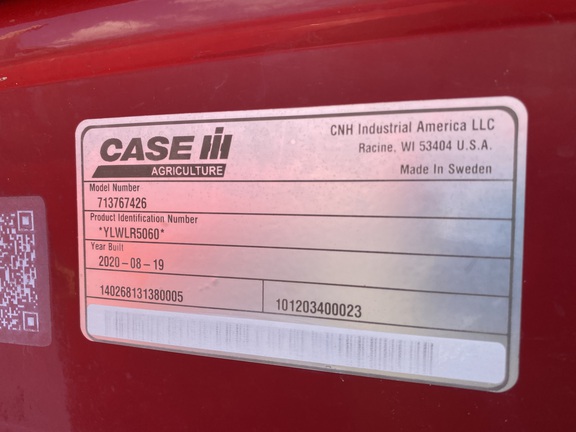 CASE IH
AGRICULTURE
CNH Industrial America LLC
Racine, WI 53404 U.S.A.
Made In Sweden
Model Number
713767426
Product Identification Number
*YLWLR5060*
Year Built
2020-08-19
140268131380005
101203400023